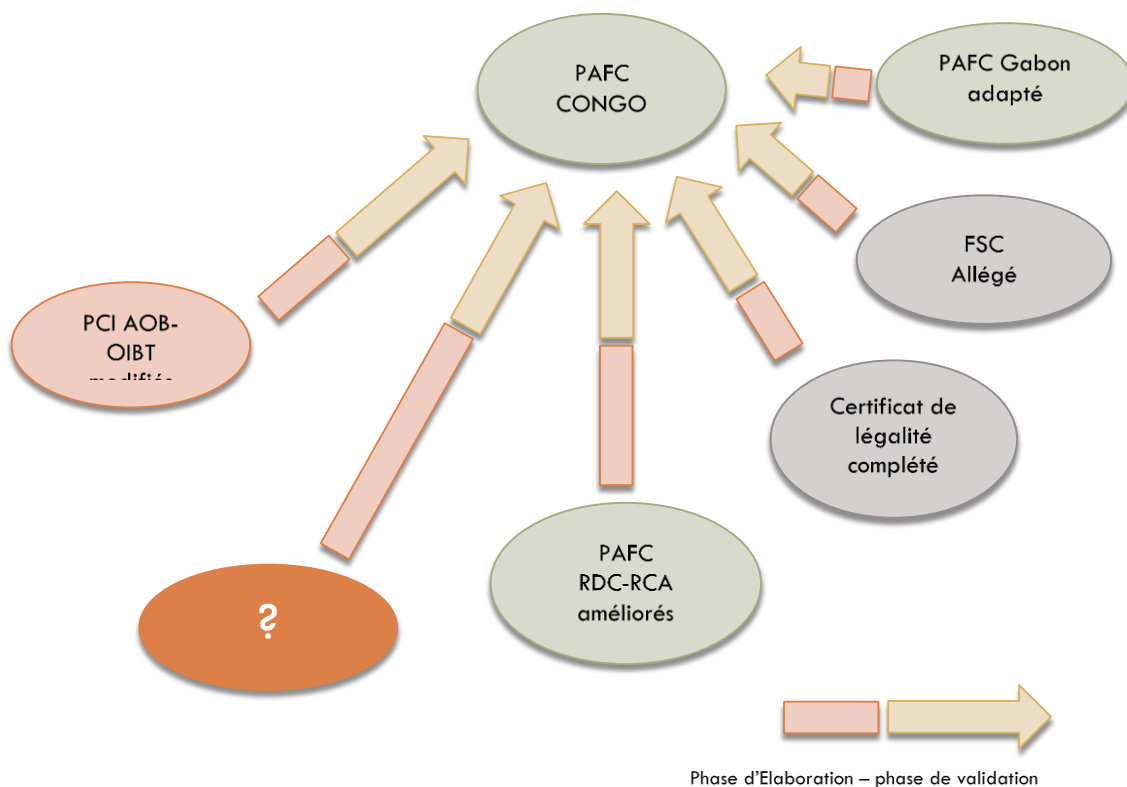 PAFC
CONGO
PAFC Gabon
adapté
FSC
Allégé
PCI AOB-
OIBT
Certificat de
légalité
complété
PAFC
RDC-RCA
améliorés
?
Phase d'Elaboration – phase de validation